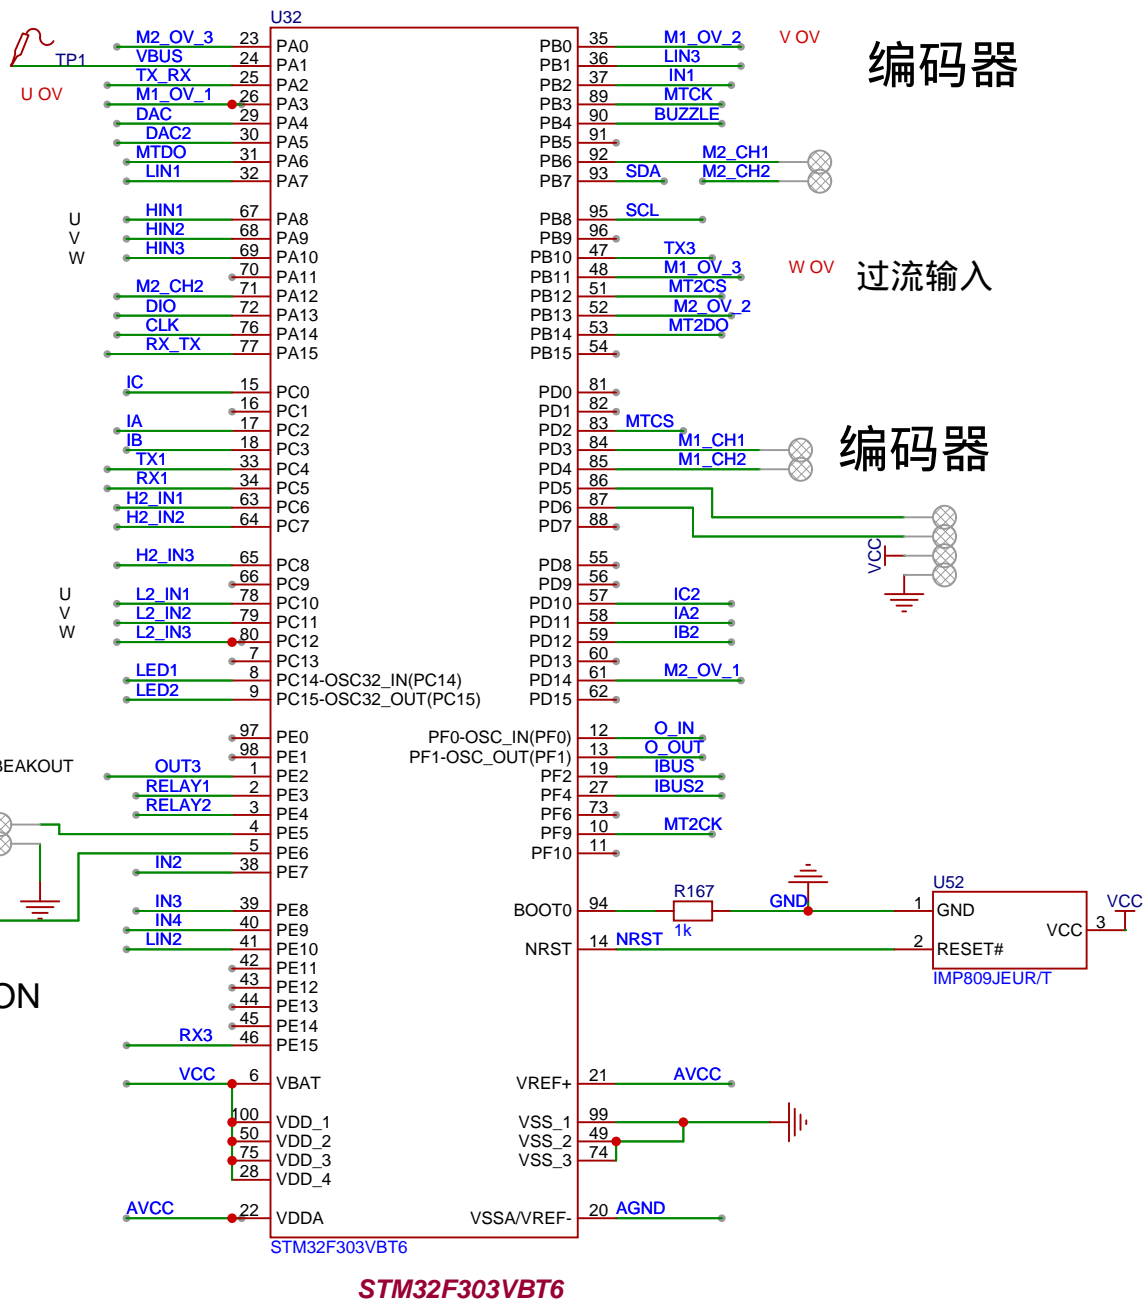 U32
M2_OV_3 23 PA0 PB0 35 M1_OV_2 V OV
编码器
TP1 VBUS 24 PA1 PB1 36 LIN3
TX_RX 25 PA2 PB2 37 IN1
U OV M1_OV_1 26 PA3 PB3 89 MTCK
DAC 29 PA4 PB4 90 BUZZLE
DAC2 30 PA5 PB5 91
MTDO 31 PA6 PB6 92 M2_CH1
LIN1 32 PA7 PB7 93 SDA M2_CH2
U HIN1 67 PA8 PB8 95 SCL
V HIN2 68 PA9 PB9 96
W HIN3 69 PA10 PB10 47 TX3
70 PA11 PB11 48 M1_OV_3 W OV 过流输入
M2_CH2 71 PA12 PB12 51 MT2CS
DIO 72 PA13 PB13 52 M2_OV_2
CLK 76 PA14 PB14 53 MT2DO
RX_TX 77 PA15 PB15 54
IC 15 PC0 PD0 81
16 PC1 PD1 82
IA 17 PC2 PD2 83 MTCS
IB 18 PC3 PD3 84 M1_CH1 编码器
TX1 33 PC4 PD4 85 M1_CH2
RX1 34 PC5 PD5 86
H2_IN1 63 PC6 PD6 87
H2_IN2 64 PC7 PD7 88
H2_IN3 65 PC8 PD8 55 VCC
66 PC9 PD9 56
U L2_IN1 78 PC10 PD10 57 IC2
V L2_IN2 79 PC11 PD11 58 IA2
W L2_IN3 80 PC12 PD12 59 IB2
7 PC13 PD13 60
LED1 8 PC14-OSC32_IN(PC14) PD14 61 M2_OV_1
LED2 9 PC15-OSC32_OUT(PC15) PD15 62
97 PE0 PF0-OSC_IN(PF0) 12 O_IN
98 PE1 PF1-OSC_OUT(PF1) 13 O_OUT
BEAKOUT OUT3 1 PE2 PF2 19 IBUS
RELAY1 2 PE3 PF4 27 IBUS2
RELAY2 3 PE4 PF6 73
4 PE5 PF9 10 MT2CK
5 PE6 PF10 11
IN2 38 PE7
R167 U52
IN3 39 PE8 BOOT0 94 GND 1 GND VCC
IN4 40 PE9 1k VCC 3
LIN2 41 PE10 NRST 14 NRST 2 RESET#
42 PE11
IMP809JEUR/T
43 PE12
ON
44 PE13
45 PE14
RX3 46 PE15
VCC 6 VBAT VREF+ 21 AVCC
100 VDD_1 VSS_1 99
50 VDD_2 VSS_2 49
75 VDD_3 VSS_3 74
28 VDD_4
AVCC 22 VDDA VSSA/VREF- 20 AGND
STM32F303VBT6
STM32F303VBT6